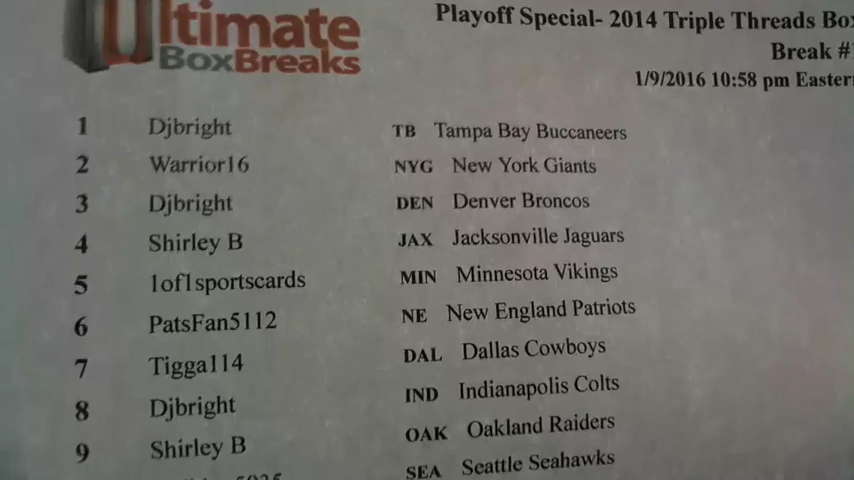 Ultimate
BoxBreaks
Playoff Special- 2014 Triple Threads Box
Break #
1/9/2016 10:58 pm Eastern
1 Djbright TB Tampa Bay Buccaneers
2 Warrior16 NYG New York Giants
3 Djbright DEN Denver Broncos
4 Shirley B JAX Jacksonville Jaguars
5 1of1sportscards MIN Minnesota Vikings
6 PatsFan5112 NE New England Patriots
7 Tigga114 DAL Dallas Cowboys
8 Djbright IND Indianapolis Colts
9 Shirley B OAK Oakland Raiders
SEA Seattle Seahawks